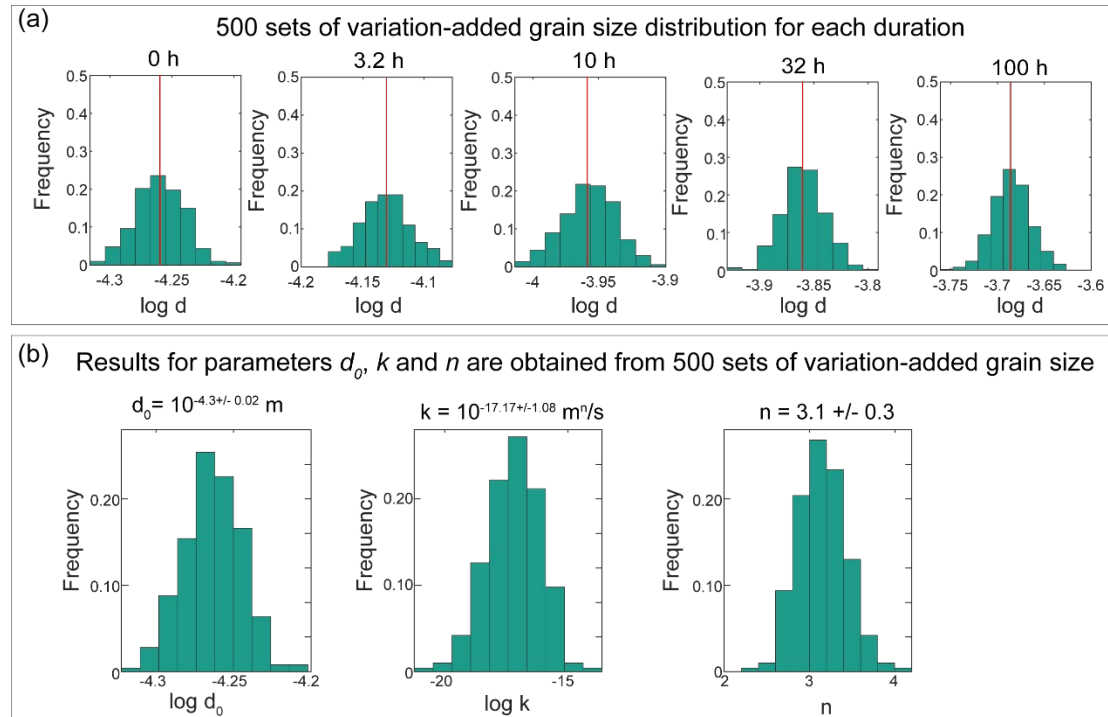 (a)
500 sets of variation-added grain size distribution for each duration
0 h
3.2 h
10 h
32 h
100 h
Frequency
0.5
0.4
0.3
0.2
0.1
0
-4.3
-4.25
-4.2
log d
Frequency
0.5
0.4
0.3
0.2
0.1
0
-4.2
-4.15
-4.1
log d
Frequency
0.5
0.4
0.3
0.2
0.1
0
-4
-3.95
-3.9
log d
Frequency
0.5
0.4
0.3
0.2
0.1
0
-3.9
-3.85
-3.8
log d
Frequency
0.5
0.4
0.3
0.2
0.1
0
-3.75
-3.7
-3.65
-3.6
log d
(b)
Results for parameters d₀, k and n are obtained from 500 sets of variation-added grain size
d₀= 10^-4.3+/- 0.02 m
Frequency
0.20
0.10
0
-4.3
-4.25
-4.2
log d₀
k = 10^-17.17+/-1.08 mⁿ/s
Frequency
0.20
0.10
0
-20
-15
log k
n = 3.1 +/- 0.3
Frequency
0.20
0.10
0
2
3
4
n